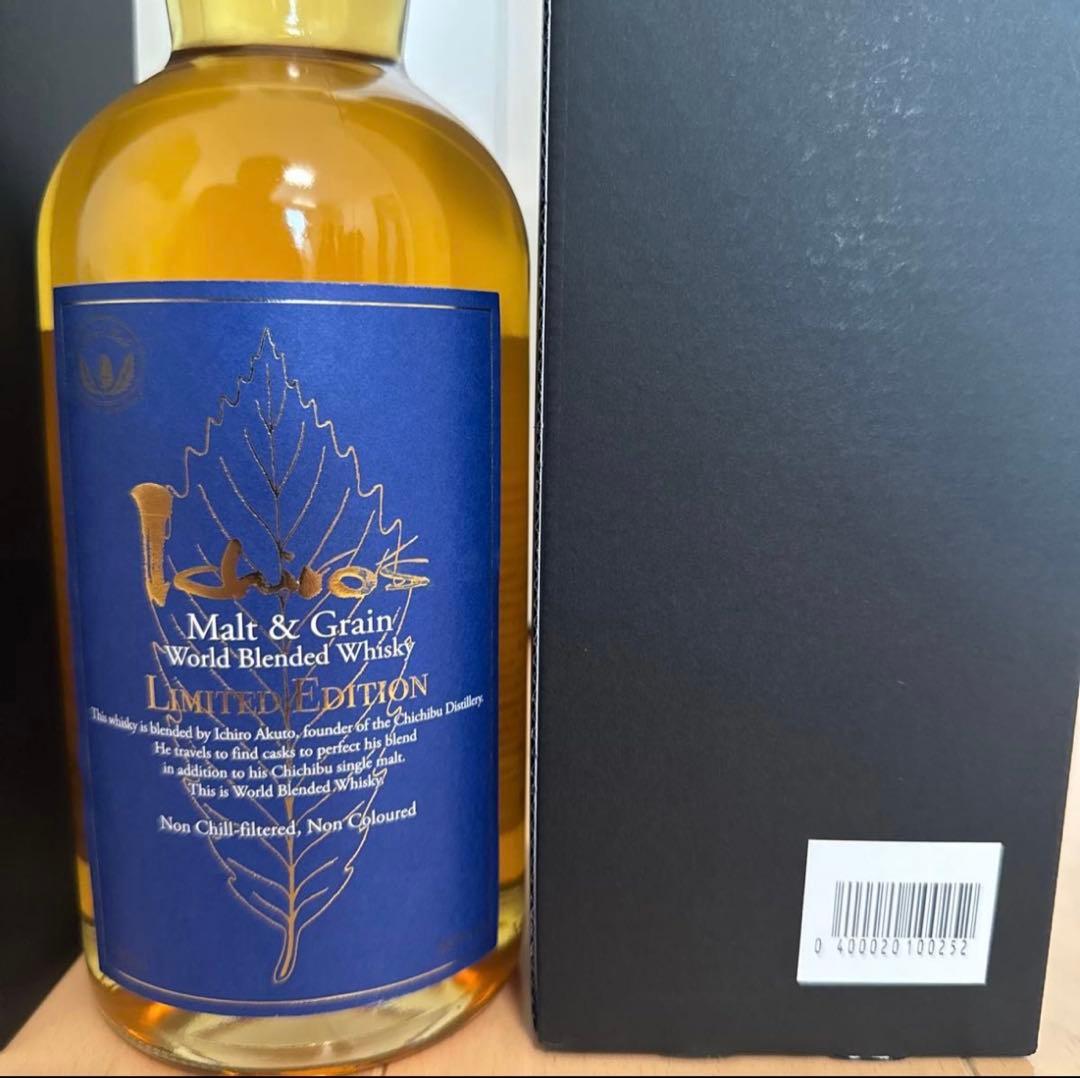 Ichiro's
Malt & Grain
World Blended Whisky
LIMITED EDITION
This whisky is blended by Ichiro Akuto, founder of the Chichibu Distillery.
He travels to find casks to perfect his blend
in addition to his Chichibu single malt.
This is World Blended Whisky.
Non Chill-filtered, Non Coloured
0 400020 100252